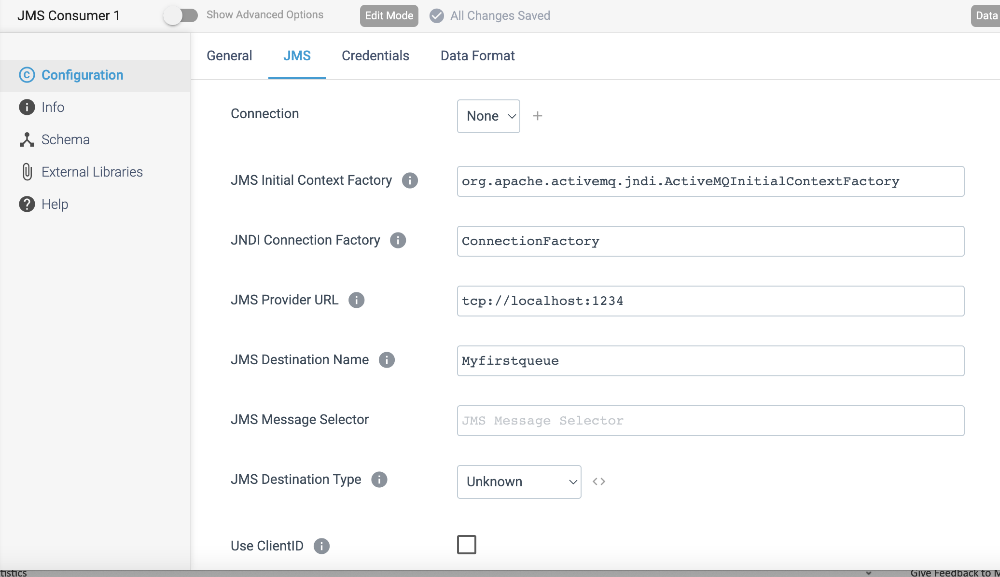 JMS Consumer 1
Show Advanced Options
Edit Mode
All Changes Saved
Data
Configuration
Info
Schema
External Libraries
Help
General
JMS
Credentials
Data Format
Connection
None
JMS Initial Context Factory
org.apache.activemq.jndi.ActiveMQInitialContextFactory
JNDI Connection Factory
ConnectionFactory
JMS Provider URL
tcp://localhost:1234
JMS Destination Name
Myfirstqueue
JMS Message Selector
JMS Message Selector
JMS Destination Type
Unknown
Use ClientID
tistics
Give Feedback to